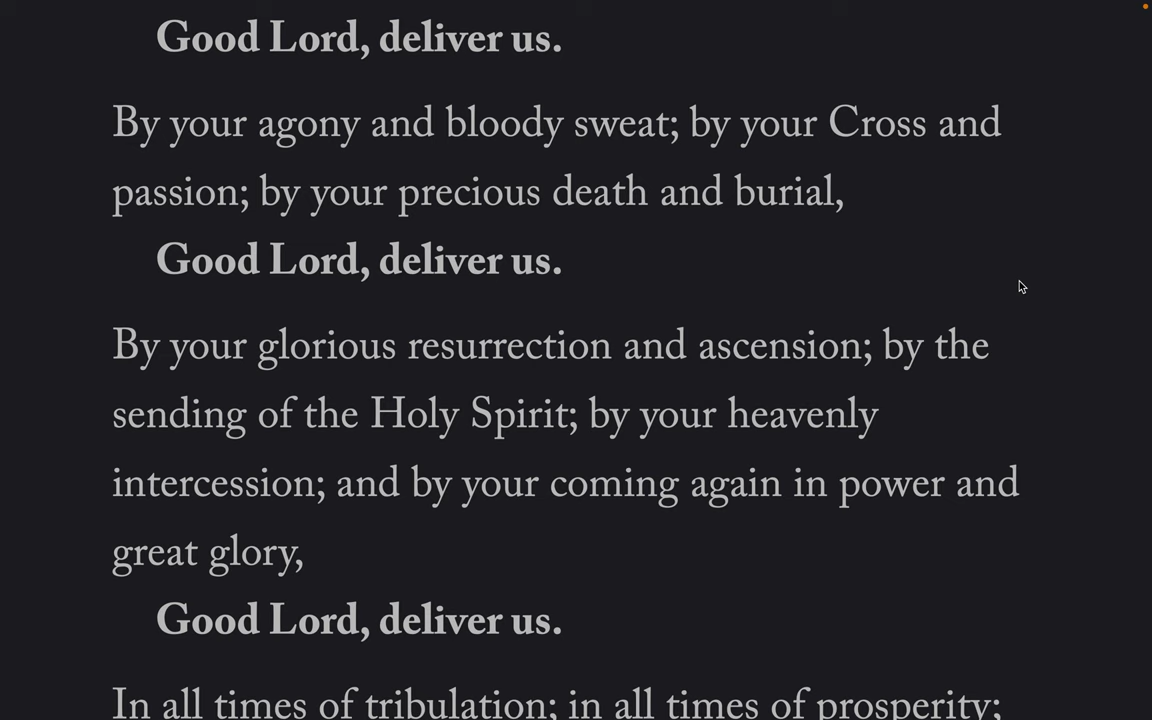 Good Lord, deliver us.
By your agony and bloody sweat; by your Cross and
passion; by your precious death and burial,
Good Lord, deliver us.
By your glorious resurrection and ascension; by the
sending of the Holy Spirit; by your heavenly
intercession; and by your coming again in power and
great glory,
Good Lord, deliver us.
In all times of tribulation; in all times of prosperity;